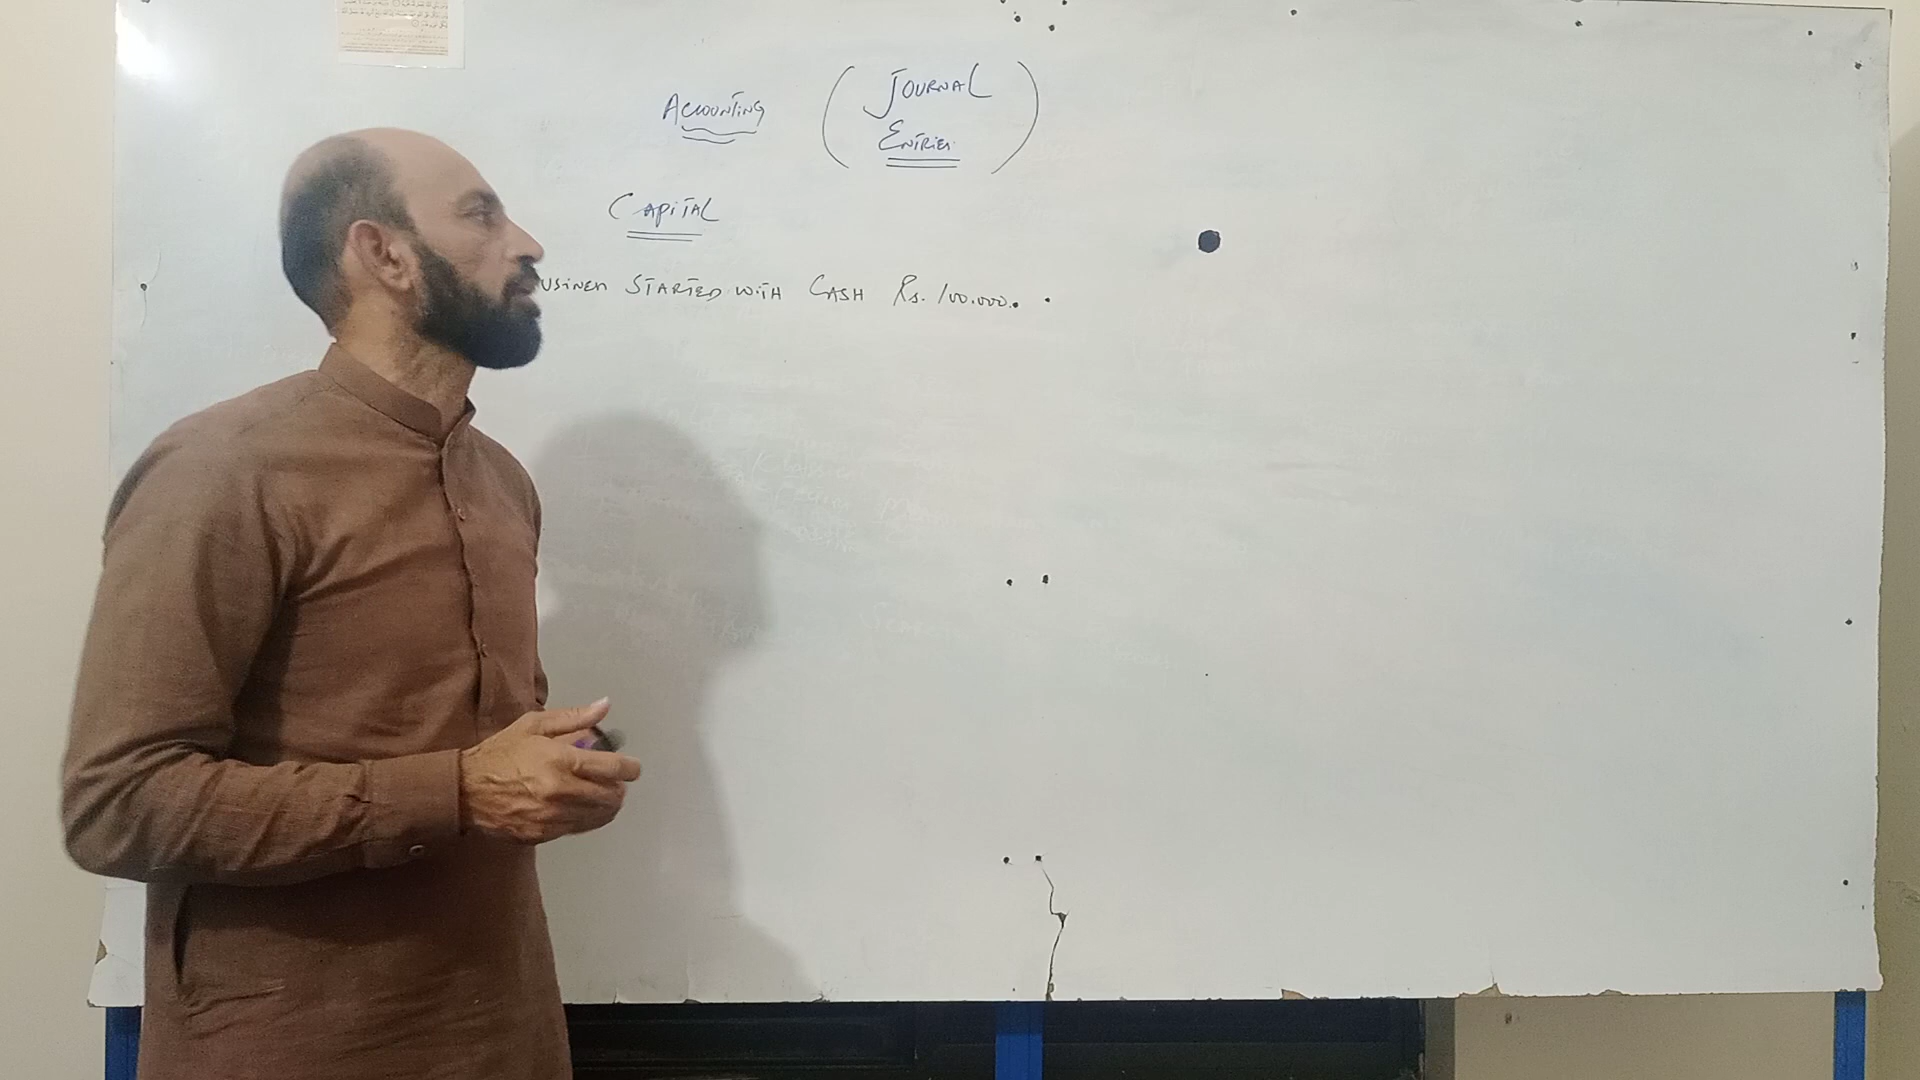 Accounting (Journal
Entries)
Capital
usiness Started with Cash Rs. 100,000.